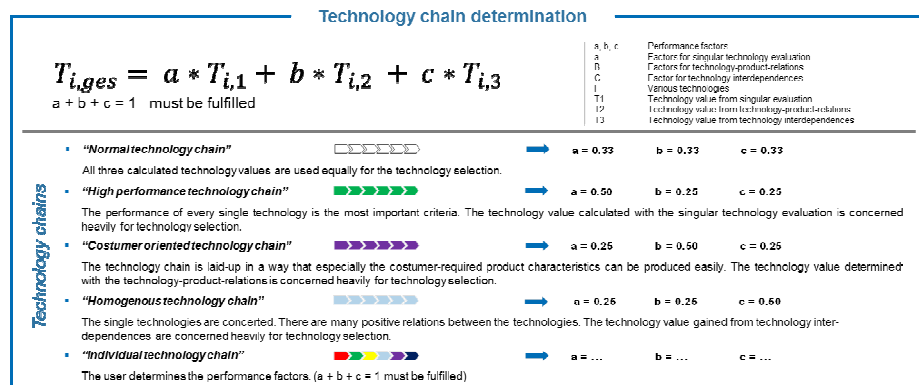 Technology chain determination
T_{i,ges} = a * T_{i,1} + b * T_{i,2} + c * T_{i,3}
a + b + c = 1 must be fulfilled
a, b, c Performance factors
a Factors for singular technology evaluation
B Factors for technology-product-relations
C Factor for technology interdependences
I Various technologies
T1 Technology value from singular evaluation
T2 Technology value from technology-product-relations
T3 Technology value from technology interdependences
Technology chains
▪ “Normal technology chain” a = 0.33 b = 0.33 c = 0.33
All three calculated technology values are used equally for the technology selection.
▪ “High performance technology chain” a = 0.50 b = 0.25 c = 0.25
The performance of every single technology is the most important criteria. The technology value calculated with the singular technology evaluation is concerned
heavily for technology selection.
▪ “Costumer oriented technology chain” a = 0.25 b = 0.50 c = 0.25
The technology chain is laid-up in a way that especially the costumer-required product characteristics can be produced easily. The technology value determined
with the technology-product-relations is concerned heavily for technology selection.
▪ “Homogenous technology chain” a = 0.25 b = 0.25 c = 0.50
The single technologies are concerted. There are many positive relations between the technologies. The technology value gained from technology inter-
dependences are concerned heavily for technology selection.
▪ “Individual technology chain” a = ... b = ... c = ...
The user determines the performance factors. (a + b + c = 1 must be fulfilled)